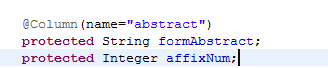 @Column(name="abstract")
protected String formAbstract;
protected Integer affixNum;